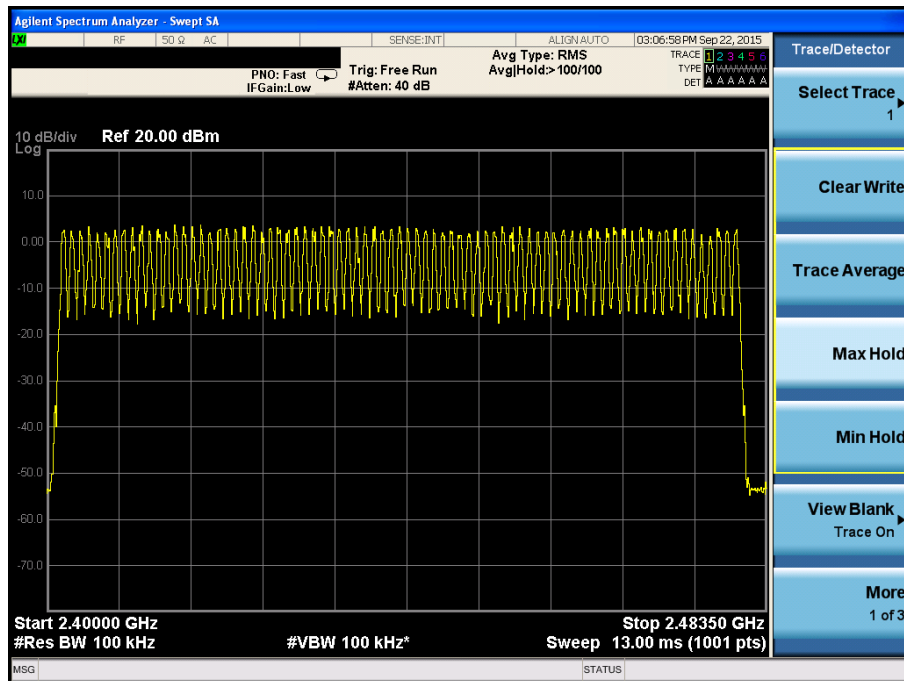 Agilent Spectrum Analyzer - Swept SA
LXI RF 50 Ω AC SENSE:INT ALIGN AUTO 03:06:58 PM Sep 22, 2015
PNO: Fast
IFGain:Low
Trig: Free Run
#Atten: 40 dB
Avg Type: RMS
Avg|Hold:> 100/100
TRACE 1 2 3 4 5 6
TYPE M W W W W W
DET A A A A A A
10 dB/div Ref 20.00 dBm
Log
10.0
0.00
-10.0
-20.0
-30.0
-40.0
-50.0
-60.0
-70.0
Start 2.40000 GHz Stop 2.48350 GHz
#Res BW 100 kHz #VBW 100 kHz* Sweep 13.00 ms (1001 pts)
MSG STATUS
Trace/Detector
Select Trace
1
Clear Write
Trace Average
Max Hold
Min Hold
View Blank
Trace On
More
1 of 3